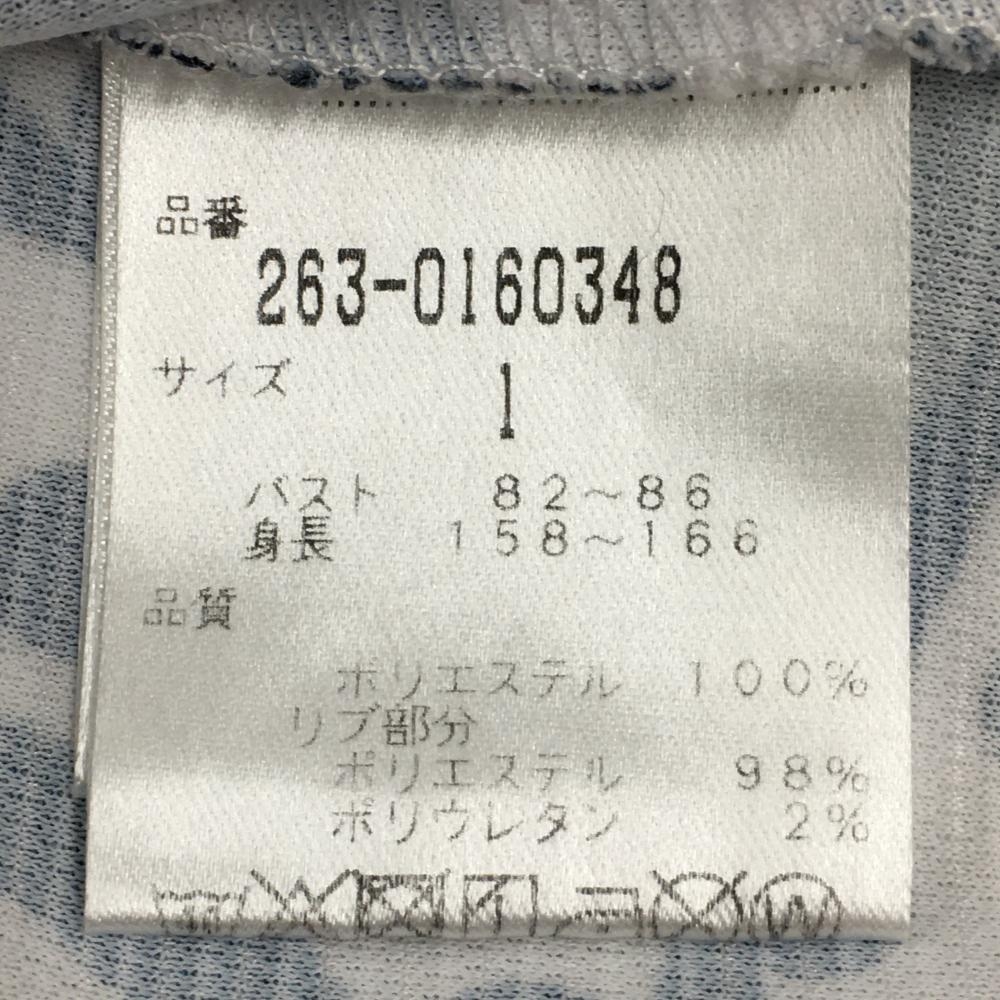 品番
263-0160348
サイズ
1
バスト 82～86
身長 158～166
品質
ポリエステル 100%
リブ部分
ポリエステル 98%
ポリウレタン 2%
W